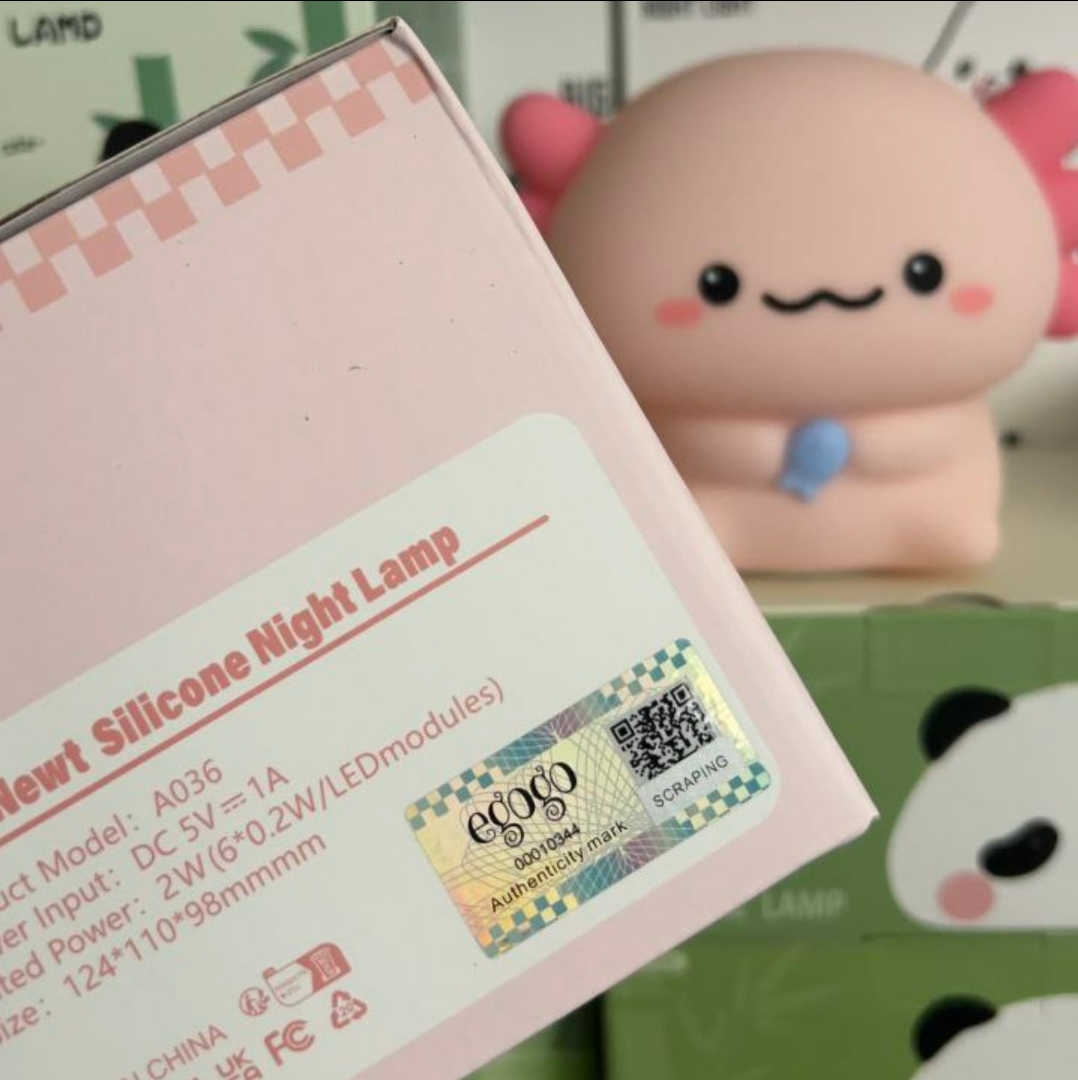 LAMP
Newt Silicone Night Lamp
uct Model: A036
er Input: DC 5V⎓1A
ted Power: 2W(6*0.2W/LEDmodules)
ize: 124*110*98mmmm
CHINA
UK
FC
egogo
00010344
Authenticity mark
SCRAPING
LAMP